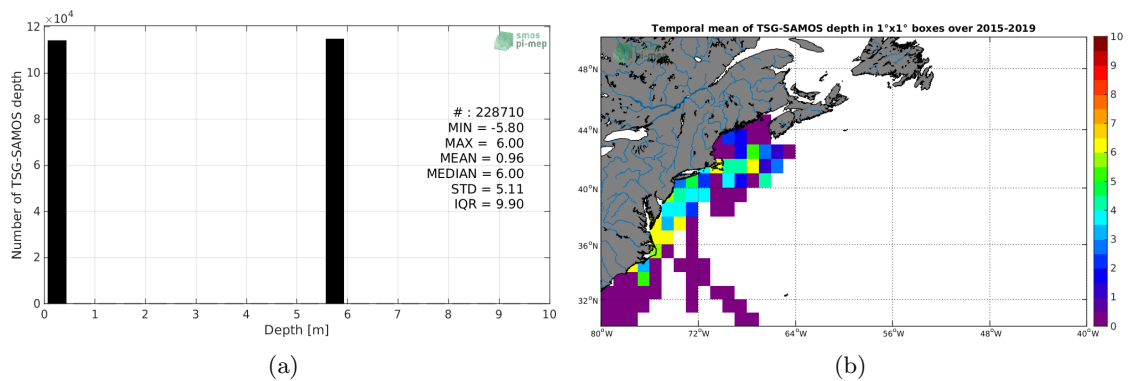 ×10⁴
12
10
8
6
4
2
0
Number of TSG-SAMOS depth
smos
pi-mep
# : 228710
MIN = -5.80
MAX = 6.00
MEAN = 0.96
MEDIAN = 6.00
STD = 5.11
IQR = 9.90
0 1 2 3 4 5 6 7 8 9 10
Depth [m]
(a)
Temporal mean of TSG-SAMOS depth in 1°x1° boxes over 2015-2019
smos
pi-mep
48°N
44°N
40°N
36°N
32°N
80°W 72°W 64°W 56°W 48°W 40°W
10
9
8
7
6
5
4
3
2
1
0
(b)